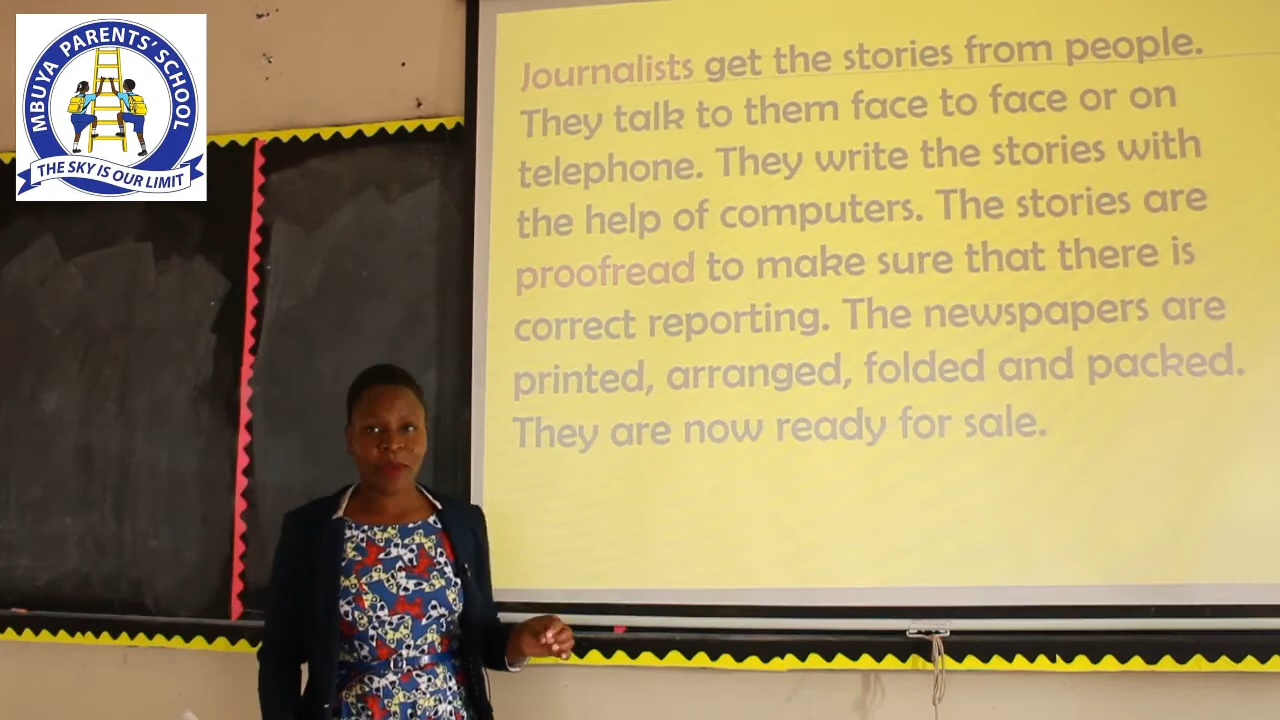 MBUYA PARENTS' SCHOOL
THE SKY IS OUR LIMIT
Journalists get the stories from people.
They talk to them face to face or on
telephone. They write the stories with
the help of computers. The stories are
proofread to make sure that there is
correct reporting. The newspapers are
printed, arranged, folded and packed.
They are now ready for sale.